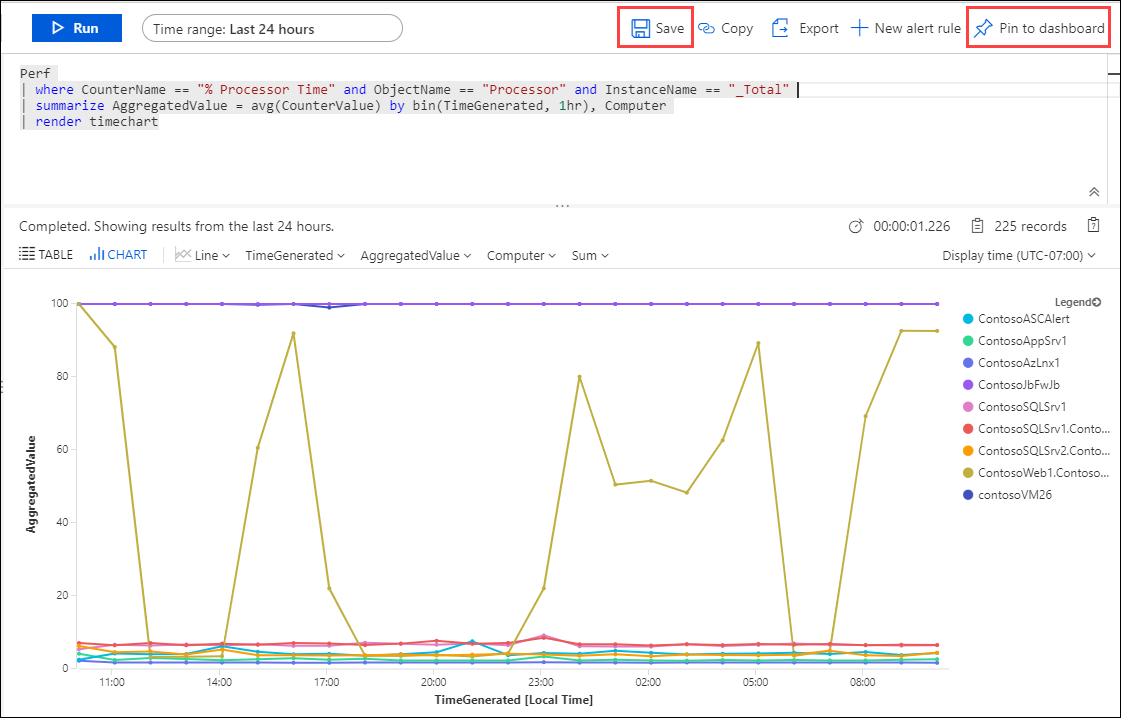 Run
Time range: Last 24 hours
Save
Copy
Export
New alert rule
Pin to dashboard
Perf
| where CounterName == "% Processor Time" and ObjectName == "Processor" and InstanceName == "_Total"
| summarize AggregatedValue = avg(CounterValue) by bin(TimeGenerated, 1hr), Computer
| render timechart
Completed. Showing results from the last 24 hours.
00:00:01.226
225 records
TABLE
CHART
Line
TimeGenerated
AggregatedValue
Computer
Sum
Display time (UTC-07:00)
AggregatedValue
100
80
60
40
20
0
11:00
14:00
17:00
20:00
23:00
02:00
05:00
08:00
TimeGenerated [Local Time]
Legend
ContosoASCAlert
ContosoAppSrv1
ContosoAzLnx1
ContosoJbFwJb
ContosoSQLSrv1
ContosoSQLSrv1.Conto...
ContosoSQLSrv2.Conto...
ContosoWeb1.Contoso...
contosoVM26